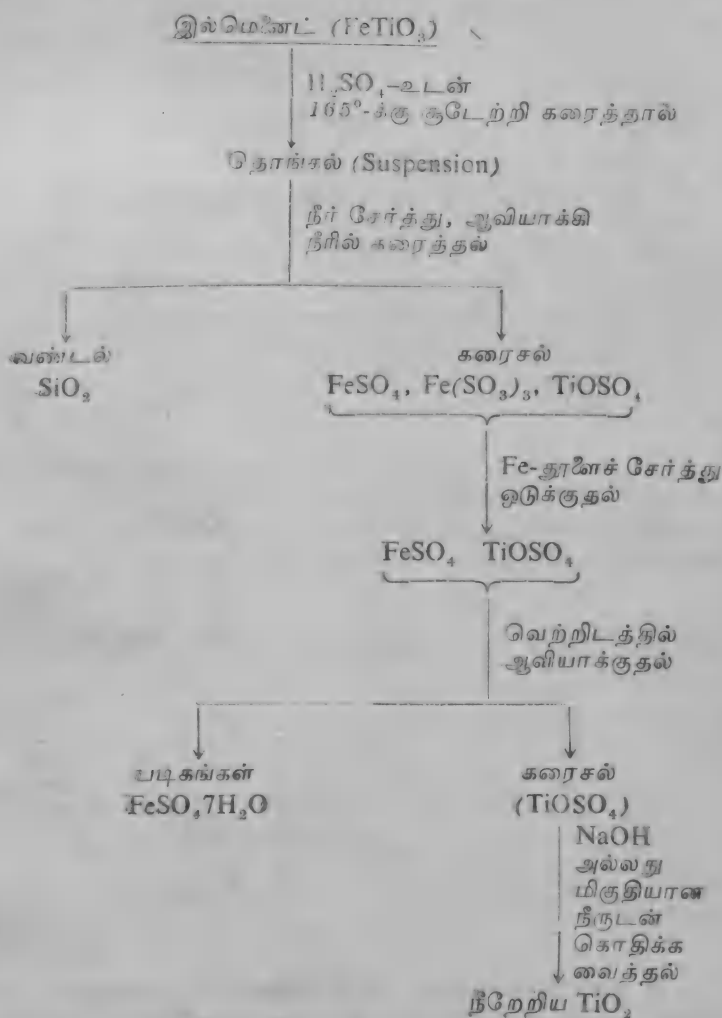 இல்மெனைட் (FeTiO₃)
H₂SO₄-உடன்
165°-க்கு சூடேற்றி கரைத்தால்
தொங்சல் (Suspension)
நீர் சேர்த்து, ஆவியாக்கி
நீரில் கரைத்தல்
வண்டல்
SiO₂
கரைசல்
FeSO₄, Fe(SO₃)₃, TiOSO₄
Fe-தூளைச் சேர்த்து
ஒடுக்குதல்
FeSO₄ TiOSO₄
வெற்றிடத்தில்
ஆவியாக்குதல்
படிகங்கள்
FeSO₄7H₂O
கரைசல்
(TiOSO₄)
NaOH
அல்லது
மிகுதியான
நீருடன்
கொதிக்க
வைத்தல்
நீறேறிய TiO₂